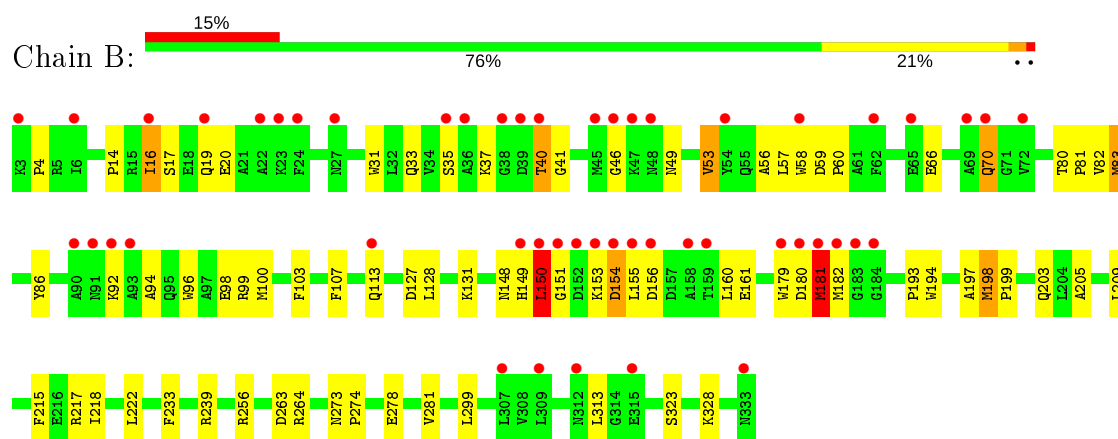 15%
Chain B:
76%
21%
K3 P4 R5 I6 P14 R15 I16 S17 E18 Q19 E20 A21 A22 K23 F24 N27 W31 L32 Q33 V34 S35 A36 K37 G38 D39 T40 G41 M45 G46 K47 N48 N49 V53 Y54 Q55 A56 L57 W58 D59 P60 A61 F62 E65 E66 A69 Q70 G71 V72 T80 P81 V82
Y86 A90 N91 K92 A93 A94 Q95 W96 A97 E98 R99 M100 F103 F107 Q113 D127 L128 K131 N148 H149 L150 G151 D152 K153 D154 L155 D156 D157 A158 T159 L160 E161 W179 D180 M181 M182 G183 G184 P193 W194 A197 M198 P199 Q203 L204 A205
F215 E216 R217 I218 L222 F233 R239 R256 D263 R264 N273 P274 E278 V281 L299 L307 V308 L309 N312 L313 G314 E315 S323 K328 N333